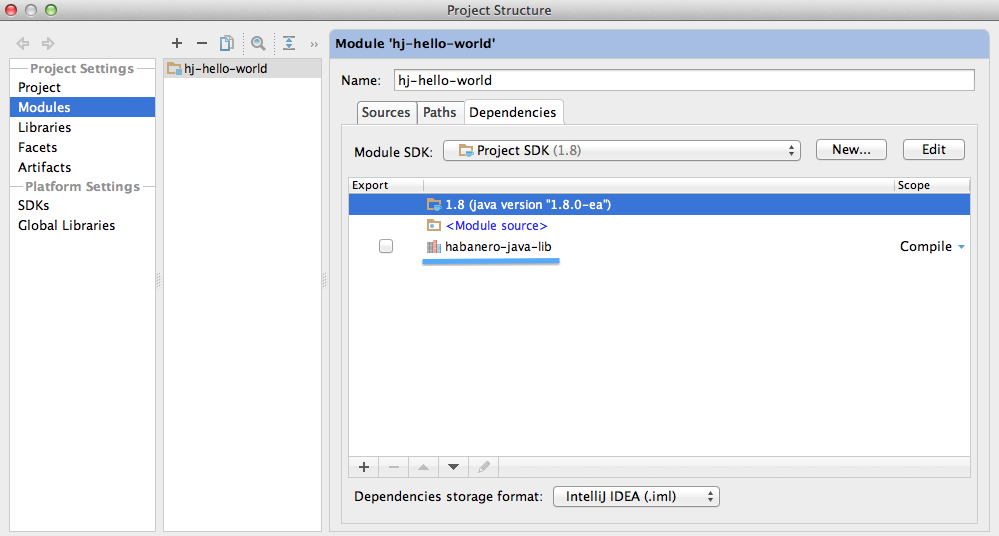 Project Structure
Project Settings
Project
Modules
Libraries
Facets
Artifacts
Platform Settings
SDKs
Global Libraries
››
hj-hello-world
Module 'hj-hello-world'
Name: hj-hello-world
Sources Paths Dependencies
Module SDK: Project SDK (1.8) New... Edit
Export Scope
1.8 (java version "1.8.0-ea")
<Module source>
habanero-java-lib Compile
Dependencies storage format: IntelliJ IDEA (.iml)